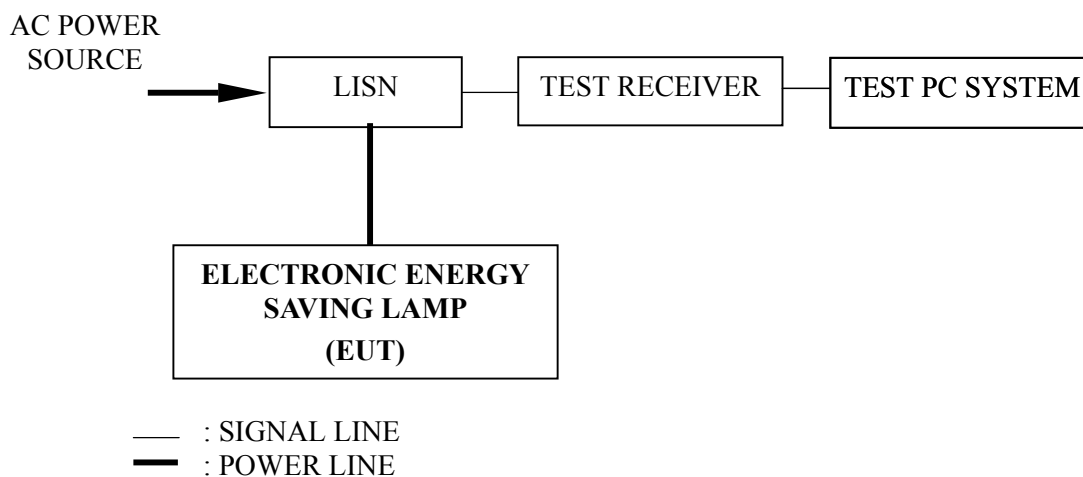 AC POWER
SOURCE
LISN
TEST RECEIVER
TEST PC SYSTEM
ELECTRONIC ENERGY
SAVING LAMP
(EUT)
: SIGNAL LINE
: POWER LINE